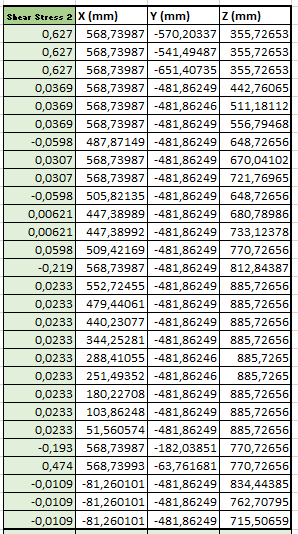 Shear Stress 2 X (mm) Y (mm) Z (mm)
0,627 568,73987 -570,20337 355,72653
0,627 568,73987 -541,49487 355,72653
0,627 568,73987 -651,40735 355,72653
0,0369 568,73987 -481,86249 442,76065
0,0369 568,73987 -481,86246 511,18112
0,0369 568,73987 -481,86249 556,79468
-0,0598 487,87149 -481,86249 648,72656
0,0307 568,73987 -481,86249 670,04102
0,0307 568,73987 -481,86249 721,76965
-0,0598 505,82135 -481,86249 648,72656
0,00621 447,38989 -481,86249 680,78986
0,00621 447,38992 -481,86249 733,12378
0,0598 509,42169 -481,86249 770,72656
-0,219 568,73987 -481,86249 812,84387
0,0233 552,72455 -481,86249 885,72656
0,0233 479,44061 -481,86249 885,72656
0,0233 440,23077 -481,86249 885,72656
0,0233 344,25281 -481,86249 885,72656
0,0233 288,41055 -481,86246 885,7265
0,0233 251,49352 -481,86246 885,7265
0,0233 180,22708 -481,86249 885,72656
0,0233 103,86248 -481,86249 885,72656
0,0233 51,560574 -481,86249 885,72656
-0,193 568,73987 -182,03851 770,72656
0,474 568,73993 -63,761681 770,72656
-0,0109 -81,260101 -481,86249 834,44385
-0,0109 -81,260101 -481,86249 762,70795
-0,0109 -81,260101 -481,86249 715,50659